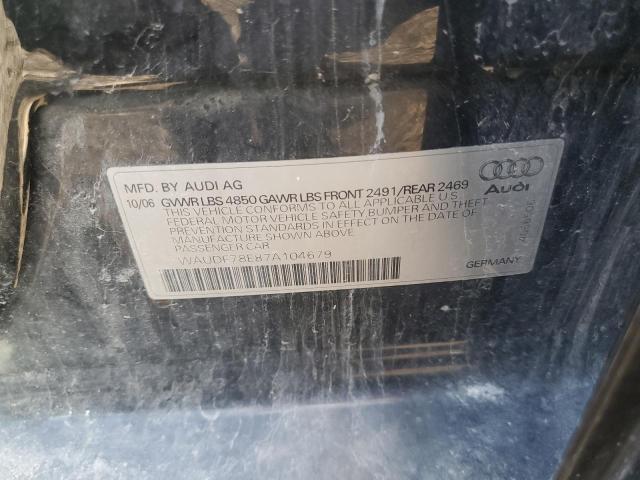 MFD. BY AUDI AG
10/06 GVWR LBS 4850 GAWR LBS FRONT 2491/REAR 2469
THIS VEHICLE CONFORMS TO ALL APPLICABLE U.S.
FEDERAL MOTOR VEHICLE SAFETY BUMPER AND THEFT
PREVENTION STANDARDS IN EFFECT ON THE DATE OF
MANUFACTURE SHOWN ABOVE.
PASSENGER CAR
WAUDF78E87A104679
Audi
GERMANY